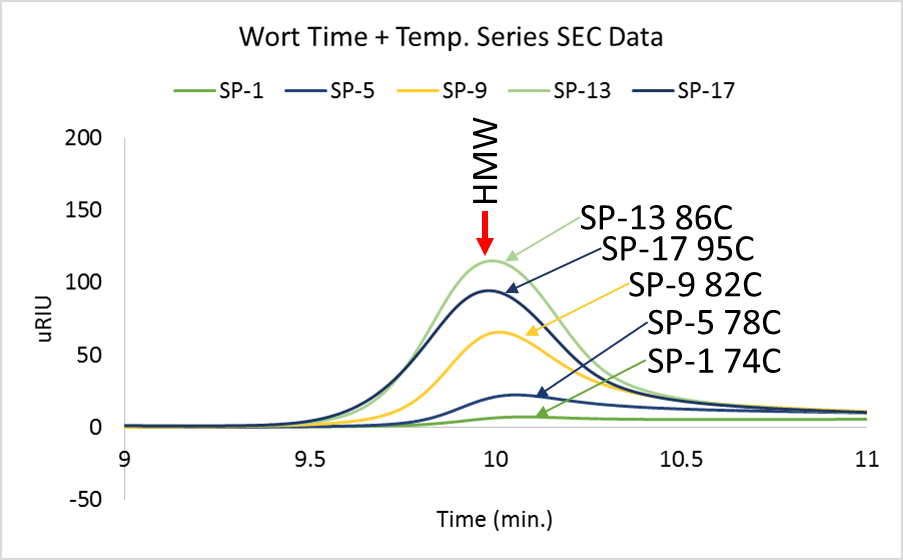 Wort Time + Temp. Series SEC Data
SP-1 SP-5 SP-9 SP-13 SP-17
HMW
200
150
100
50
0
-50
uRIU
SP-13 86C
SP-17 95C
SP-9 82C
SP-5 78C
SP-1 74C
9 9.5 10 10.5 11
Time (min.)